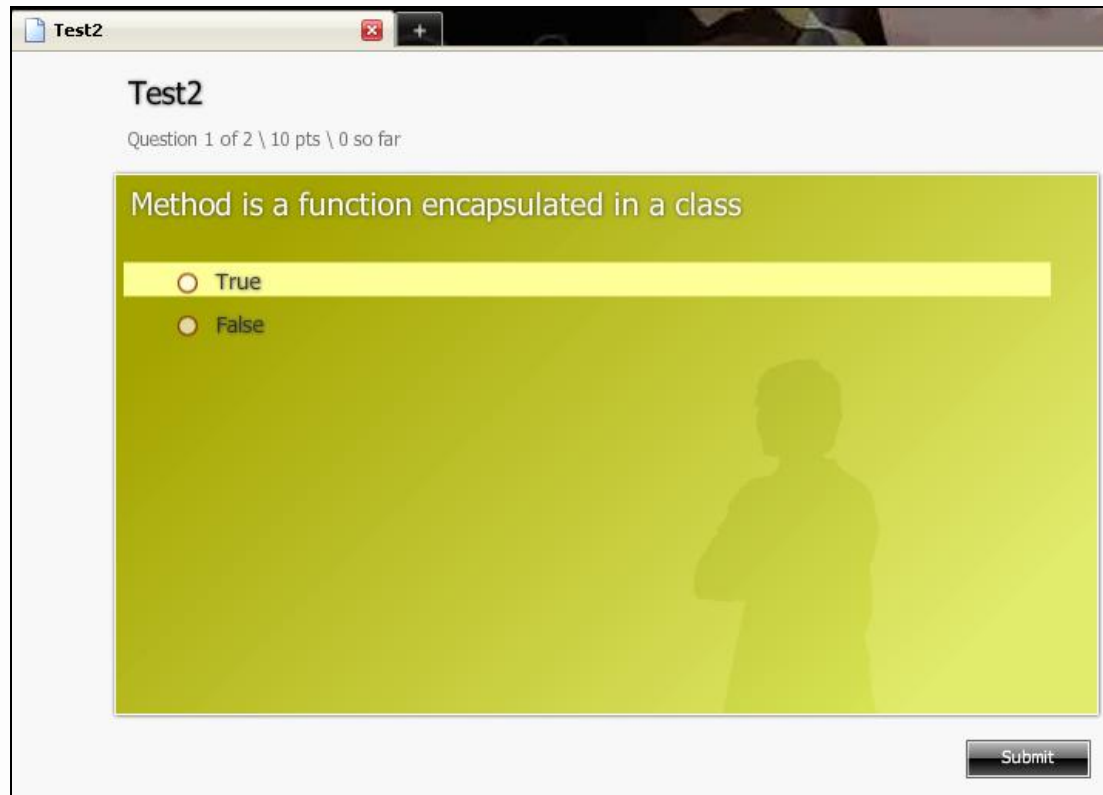 Test2
Test2
Question 1 of 2 \ 10 pts \ 0 so far
Method is a function encapsulated in a class
True
False
Submit